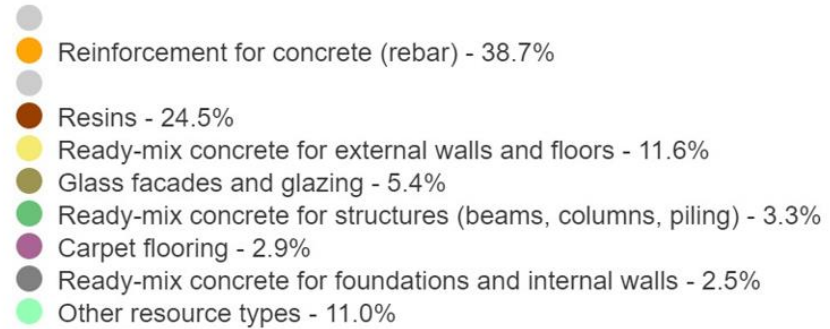 Reinforcement for concrete (rebar) - 38.7%
Resins - 24.5%
Ready-mix concrete for external walls and floors - 11.6%
Glass facades and glazing - 5.4%
Ready-mix concrete for structures (beams, columns, piling) - 3.3%
Carpet flooring - 2.9%
Ready-mix concrete for foundations and internal walls - 2.5%
Other resource types - 11.0%